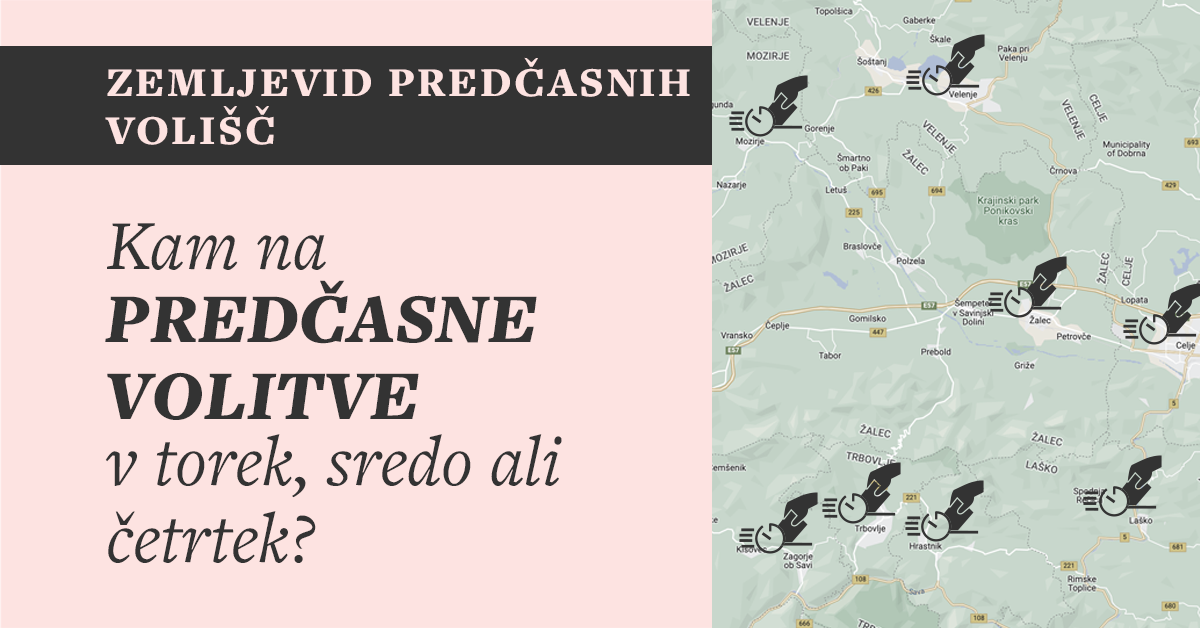 ZEMLJEVID PREDČASNIH
VOLIŠČ
Kam na
PREDČASNE
VOLITVE
v torek, sredo ali
četrtek?
Topolšica
VELENJE
Gaberke
Škale
MOZIRJE
Šoštanj
Paka pri
Velenju
426
Velenje
CELJE
VELENJE
Gorenje
Mozirje
VELENJE
ŽALEC
693
Municipality
of Dobrna
Šmartno
ob Paki
Črnova
Nazarje
Letuš
695
694
429
225
Krajinski park
Ponikovski
kras
Braslovče
MOZIRJE
ŽALEC
Polzela
ŽALEC
CELJE
E57
E57
Lopata
Šempeter
v Savinjski
Dolini
Žalec
Čeplje
Gomilsko
447
Vransko
E57
Petrovče
Celje
Tabor
Prebold
Griže
5
ŽALEC
ŽALEC
TRBOVLJE
LAŠKO
221
Trbovlje
Laško
Hrastnik
5
681
Zagorje
ob Savi
221
108
Rimske
Toplice
Sava
680
108
666